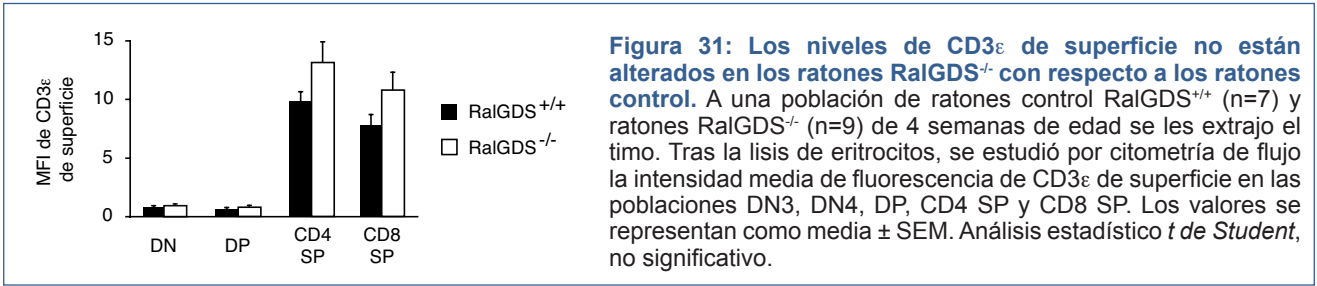 15
10
5
0
MFI de CD3ε
de superficie
DN
DP
CD4
SP
CD8
SP
RalGDS+/+
RalGDS-/-
Figura 31: Los niveles de CD3ε de superficie no están
alterados en los ratones RalGDS-/- con respecto a los ratones
control. A una población de ratones control RalGDS+/+ (n=7) y
ratones RalGDS-/- (n=9) de 4 semanas de edad se les extrajo el
timo. Tras la lisis de eritrocitos, se estudió por citometría de flujo
la intensidad media de fluorescencia de CD3ε de superficie en las
poblaciones DN3, DN4, DP, CD4 SP y CD8 SP. Los valores se
representan como media ± SEM. Análisis estadístico t de Student,
no significativo.